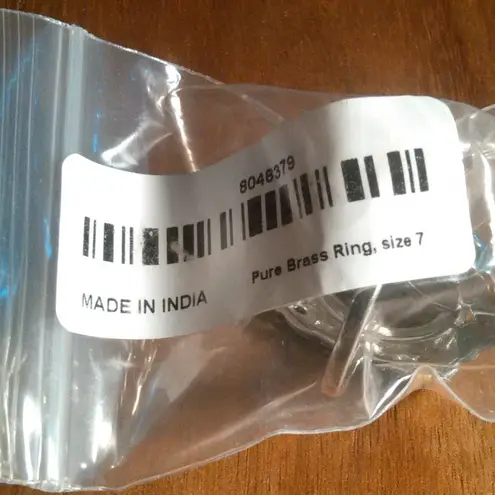 8048379
Pure Brass Ring, size 7
MADE IN INDIA